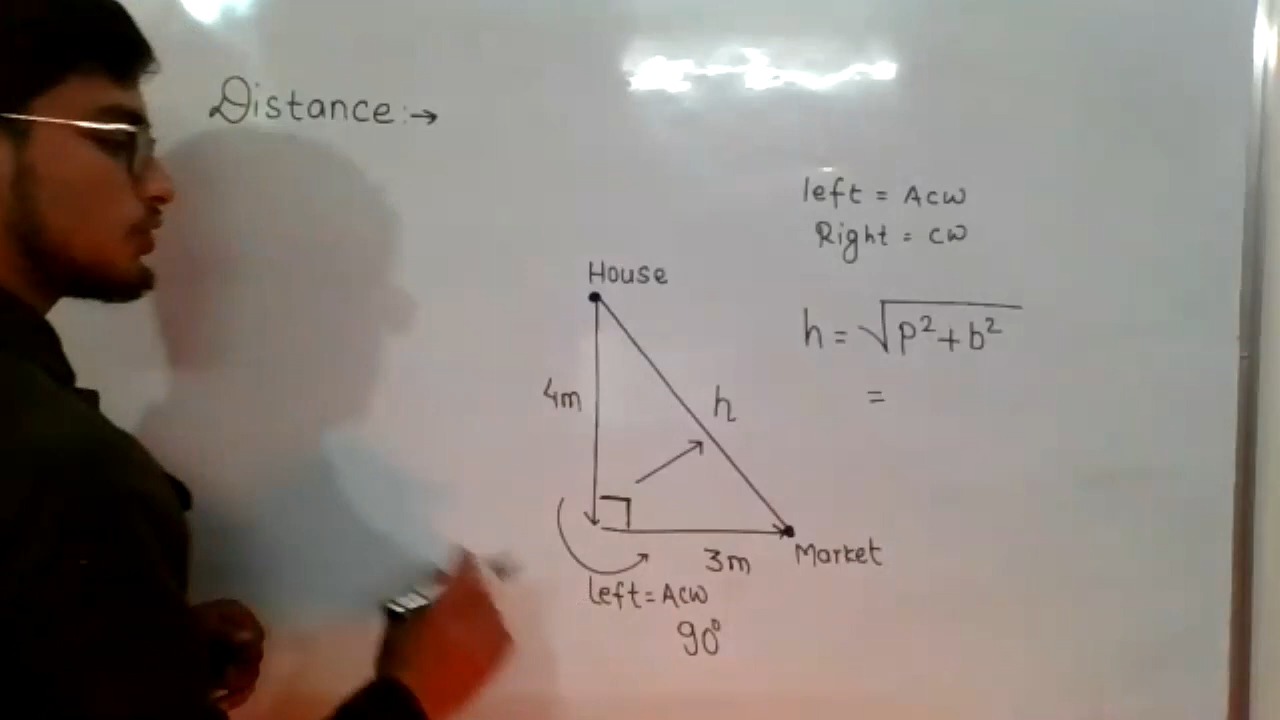 Distance:→
left = ACW
Right = CW
House
h = √p²+b²
=
4m
h
3m
Market
left = ACW
90°